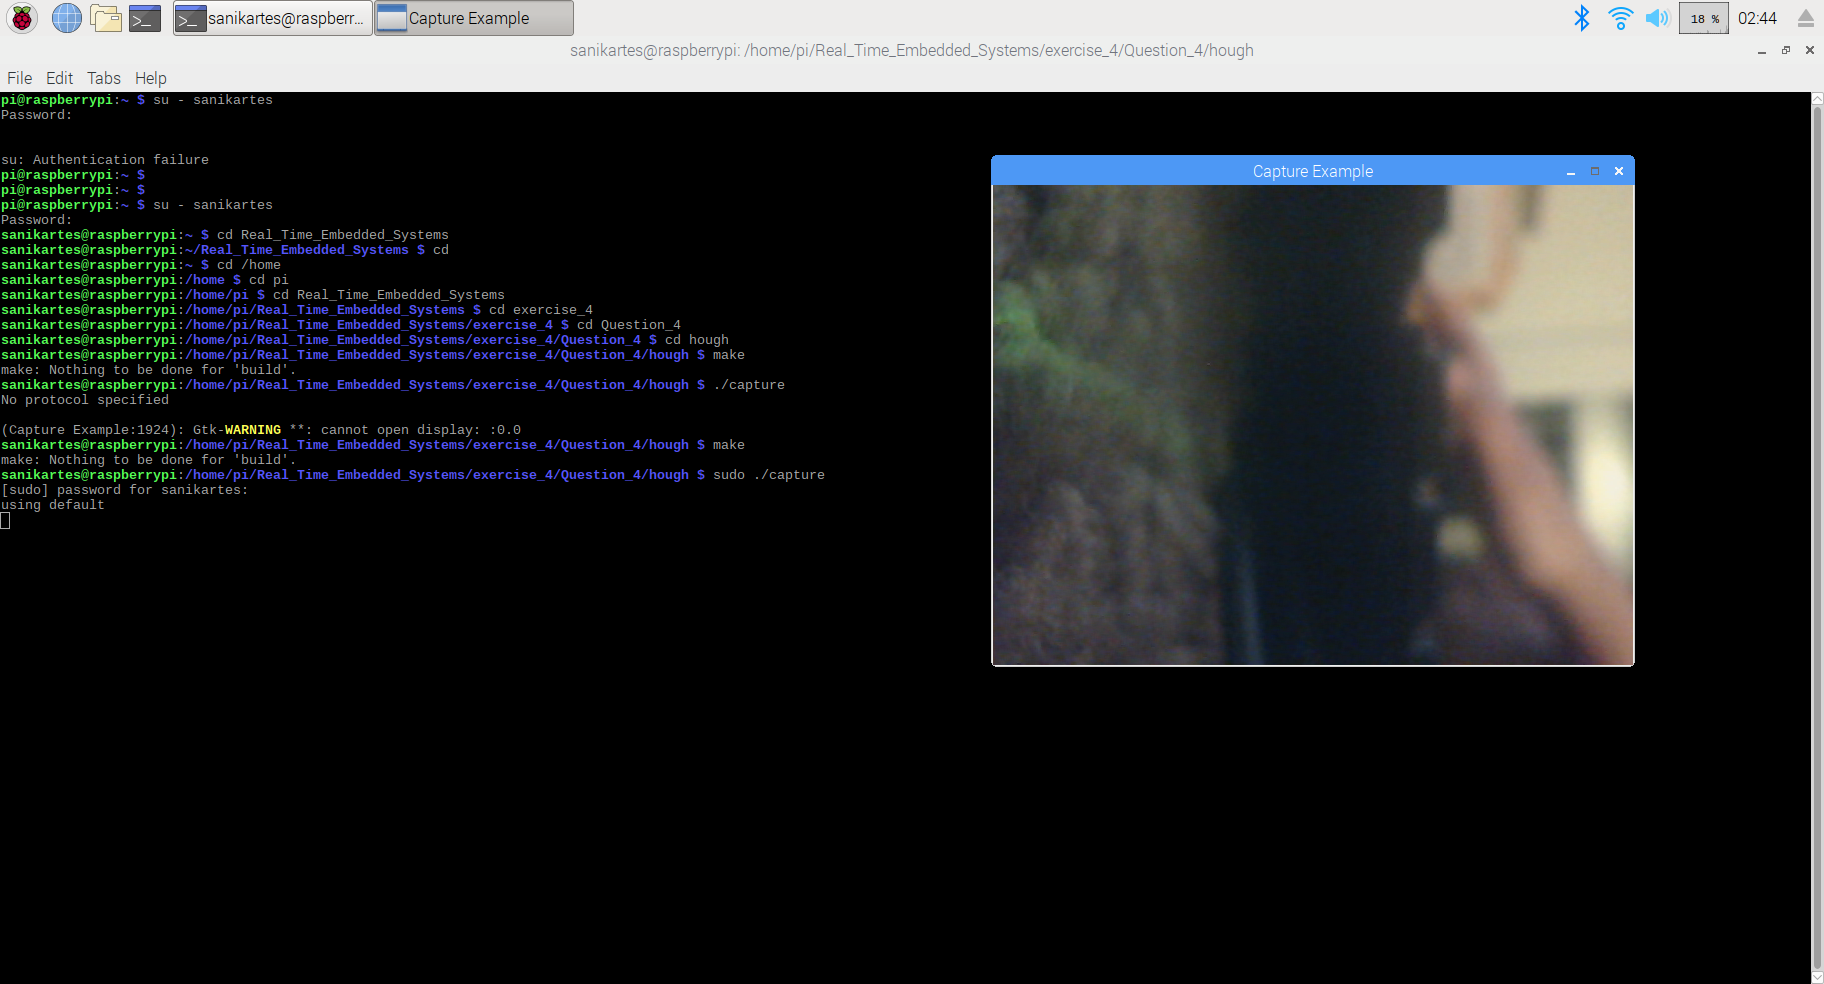 sanikartes@raspberr... Capture Example 18 % 02:44
sanikartes@raspberrypi: /home/pi/Real_Time_Embedded_Systems/exercise_4/Question_4/hough
File Edit Tabs Help
pi@raspberrypi:~ $ su - sanikartes
Password:
su: Authentication failure
pi@raspberrypi:~ $
pi@raspberrypi:~ $
pi@raspberrypi:~ $ su - sanikartes
Password:
sanikartes@raspberrypi:~ $ cd Real_Time_Embedded_Systems
sanikartes@raspberrypi:~/Real_Time_Embedded_Systems $ cd
sanikartes@raspberrypi:~ $ cd /home
sanikartes@raspberrypi:/home $ cd pi
sanikartes@raspberrypi:/home/pi $ cd Real_Time_Embedded_Systems
sanikartes@raspberrypi:/home/pi/Real_Time_Embedded_Systems $ cd exercise_4
sanikartes@raspberrypi:/home/pi/Real_Time_Embedded_Systems/exercise_4 $ cd Question_4
sanikartes@raspberrypi:/home/pi/Real_Time_Embedded_Systems/exercise_4/Question_4 $ cd hough
sanikartes@raspberrypi:/home/pi/Real_Time_Embedded_Systems/exercise_4/Question_4/hough $ make
make: Nothing to be done for 'build'.
sanikartes@raspberrypi:/home/pi/Real_Time_Embedded_Systems/exercise_4/Question_4/hough $ ./capture
No protocol specified
(Capture Example:1924): Gtk-WARNING **: cannot open display: :0.0
sanikartes@raspberrypi:/home/pi/Real_Time_Embedded_Systems/exercise_4/Question_4/hough $ make
make: Nothing to be done for 'build'.
sanikartes@raspberrypi:/home/pi/Real_Time_Embedded_Systems/exercise_4/Question_4/hough $ sudo ./capture
[sudo] password for sanikartes:
using default
Capture Example